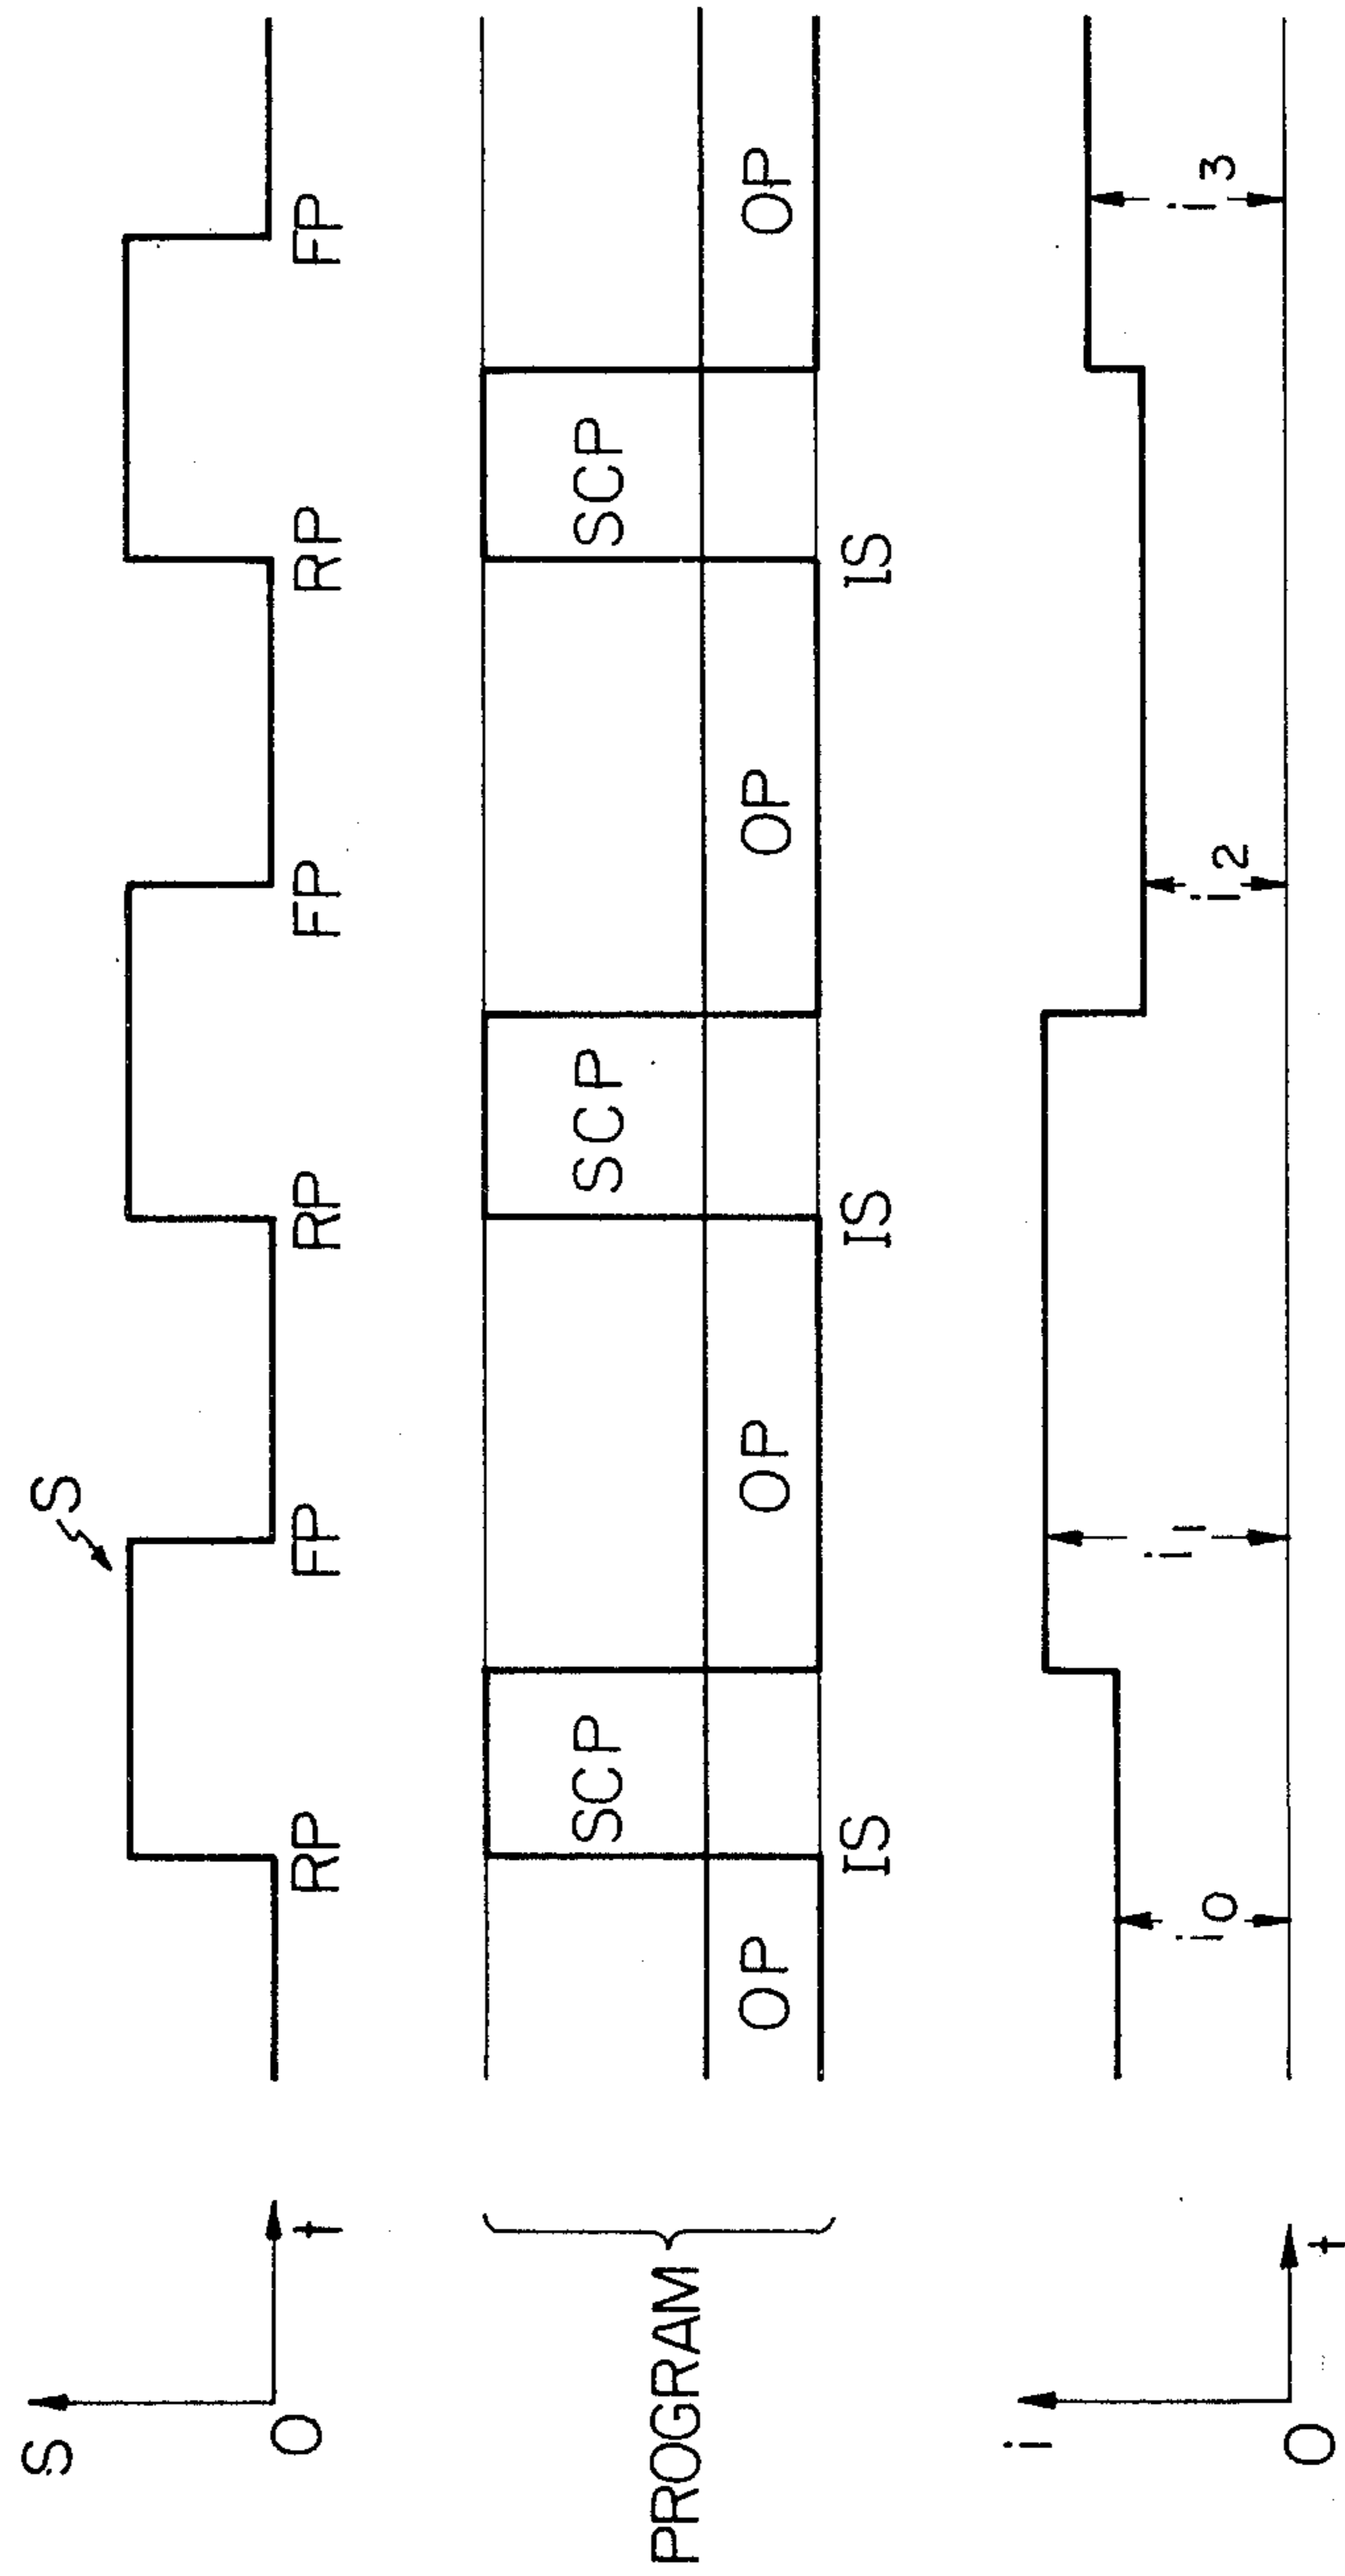 S
S
O
t
RP FP RP FP RP FP
PROGRAM
SCP SCP SCP
OP OP OP OP
IS IS IS
i
O
t
i0 i1 i2 i3